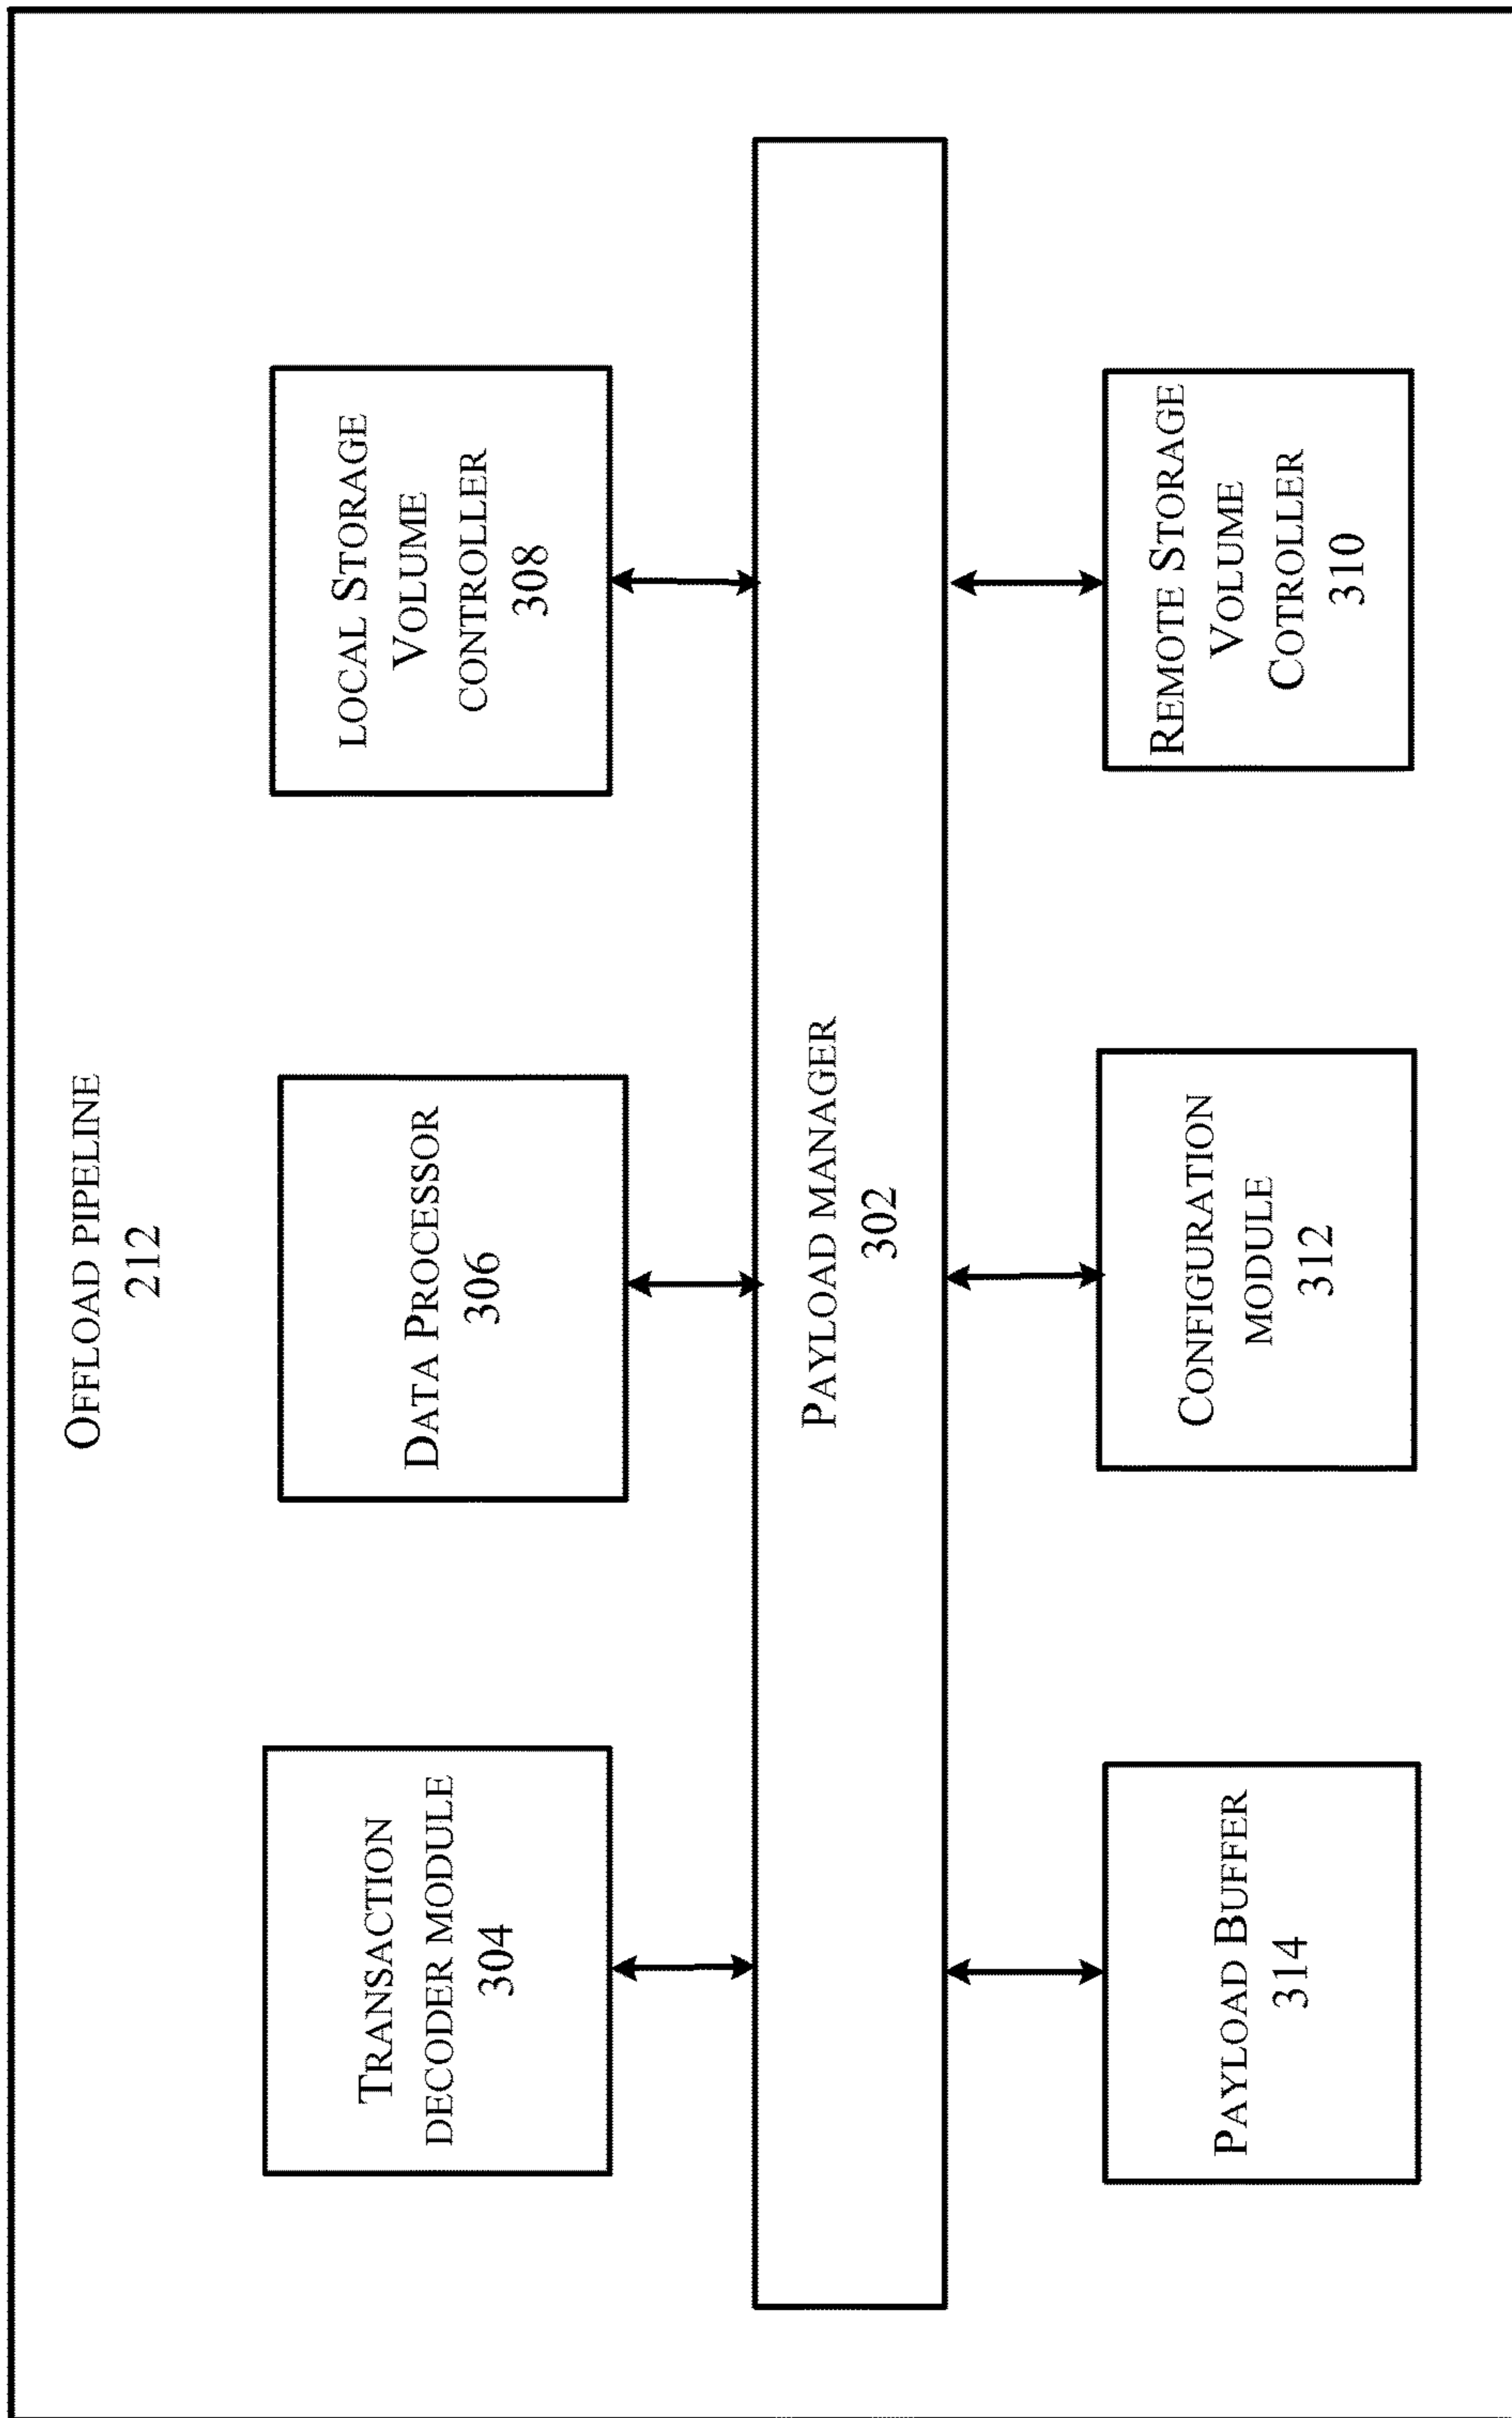 OFFLOAD PIPELINE
212
TRANSACTION
DECODER MODULE
304
DATA PROCESSOR
306
LOCAL STORAGE
VOLUME
CONTROLLER
308
PAYLOAD MANAGER
302
PAYLOAD BUFFER
314
CONFIGURATION
MODULE
312
REMOTE STORAGE
VOLUME
COTROLLER
310